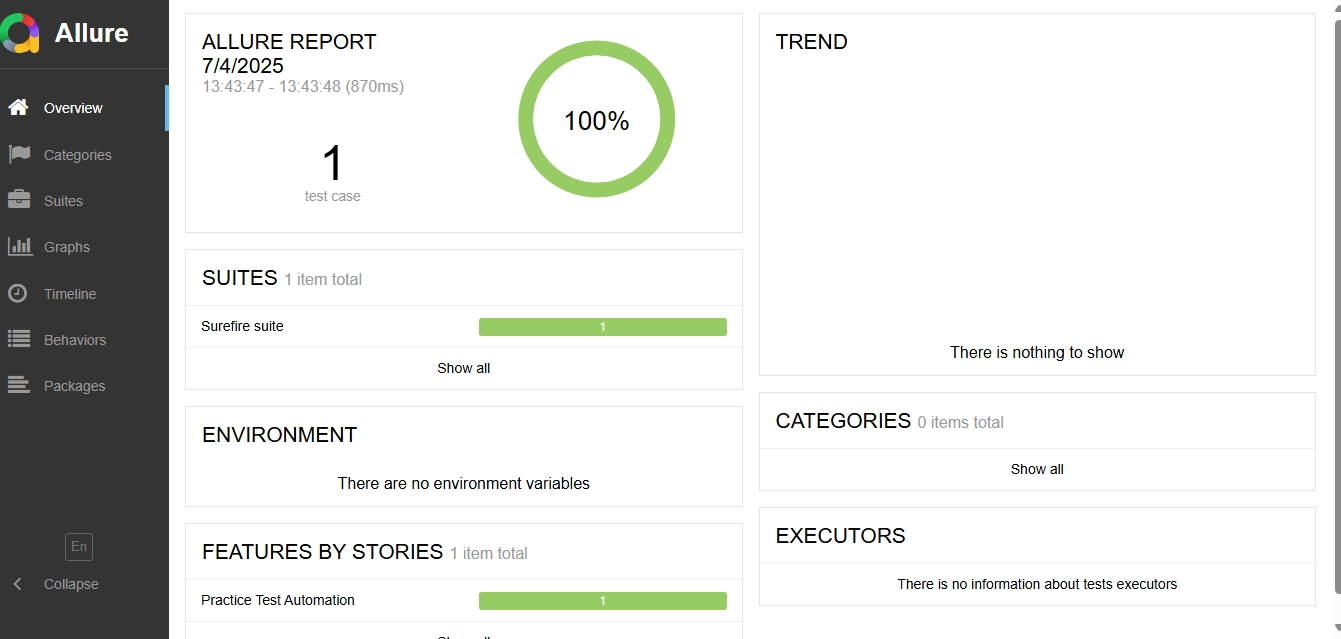 Allure
Overview
Categories
Suites
Graphs
Timeline
Behaviors
Packages
En
Collapse
ALLURE REPORT
7/4/2025
13:43:47 - 13:43:48 (870ms)
1
test case
100%
SUITES 1 item total
Surefire suite 1
Show all
ENVIRONMENT
There are no environment variables
FEATURES BY STORIES 1 item total
Practice Test Automation 1
Show all
TREND
There is nothing to show
CATEGORIES 0 items total
Show all
EXECUTORS
There is no information about tests executors